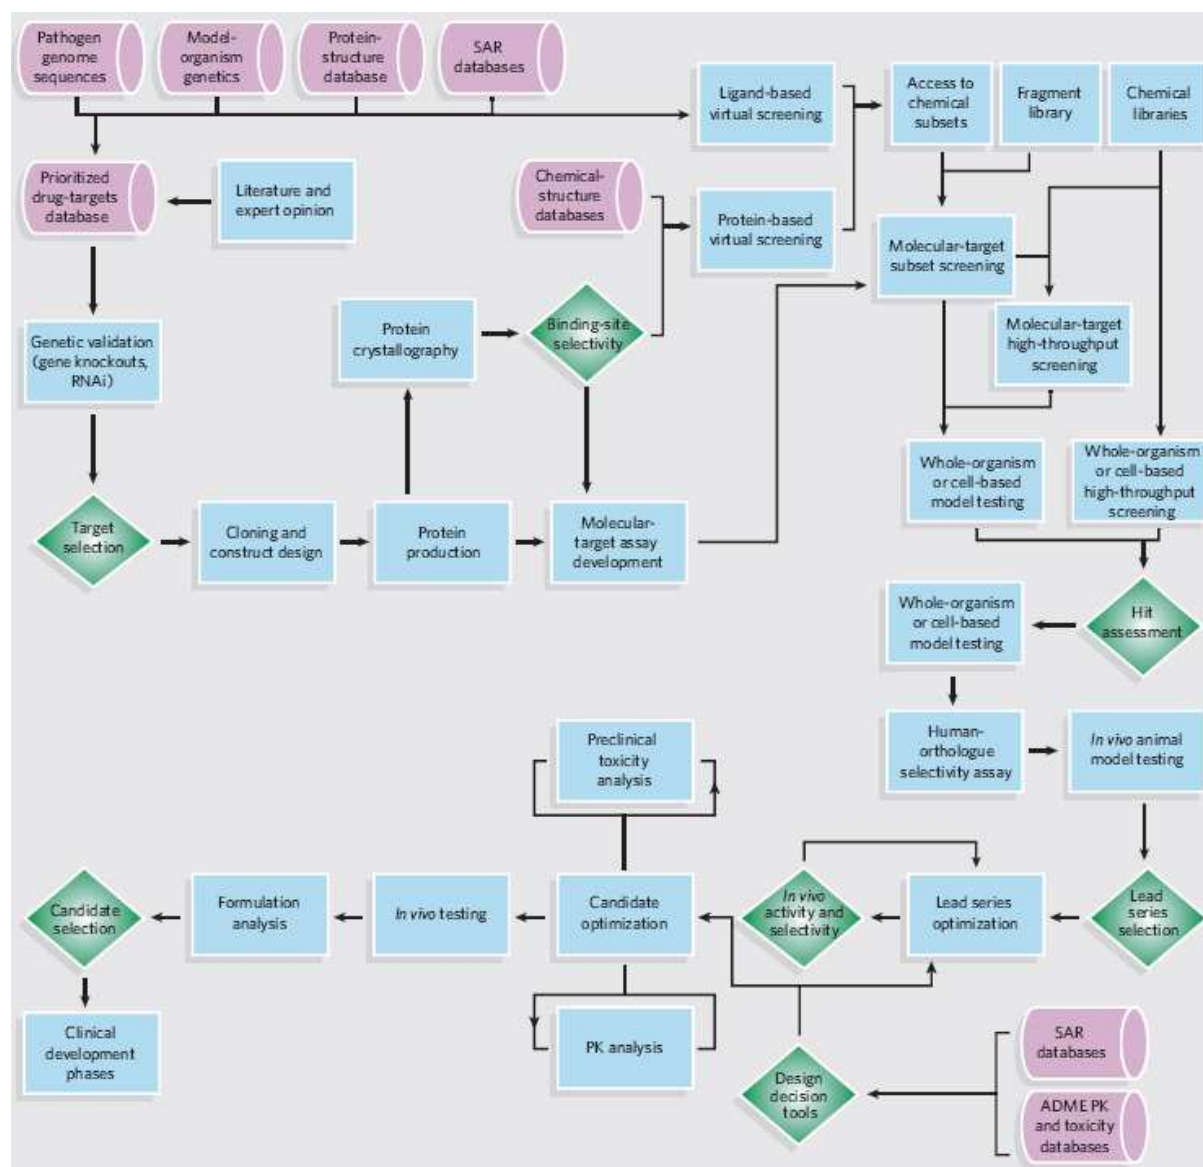 Pathogen
genome
sequences
Model-
organism
genetics
Protein-
structure
database
SAR
databases
Ligand-based
virtual screening
Access to
chemical
subsets
Fragment
library
Chemical
libraries
Prioritized
drug-targets
database
Literature and
expert opinion
Chemical-
structure
databases
Protein-based
virtual screening
Molecular-target
subset screening
Genetic validation
(gene knockouts,
RNAi)
Protein
crystallography
Binding-site
selectivity
Molecular-target
high-throughput
screening
Whole-organism
or cell-based
model testing
Whole-organism
or cell-based
high-throughput
screening
Target
selection
Cloning and
construct design
Protein
production
Molecular-
target assay
development
Whole-organism
or cell-based
model testing
Hit
assessment
Preclinical
toxicity
analysis
Human-
orthologue
selectivity assay
In vivo animal
model testing
Candidate
selection
Formulation
analysis
In vivo testing
Candidate
optimization
In vivo
activity and
selectivity
Lead series
optimization
Lead
series
selection
Clinical
development
phases
PK analysis
Design
decision
tools
SAR
databases
ADME PK
and toxicity
databases